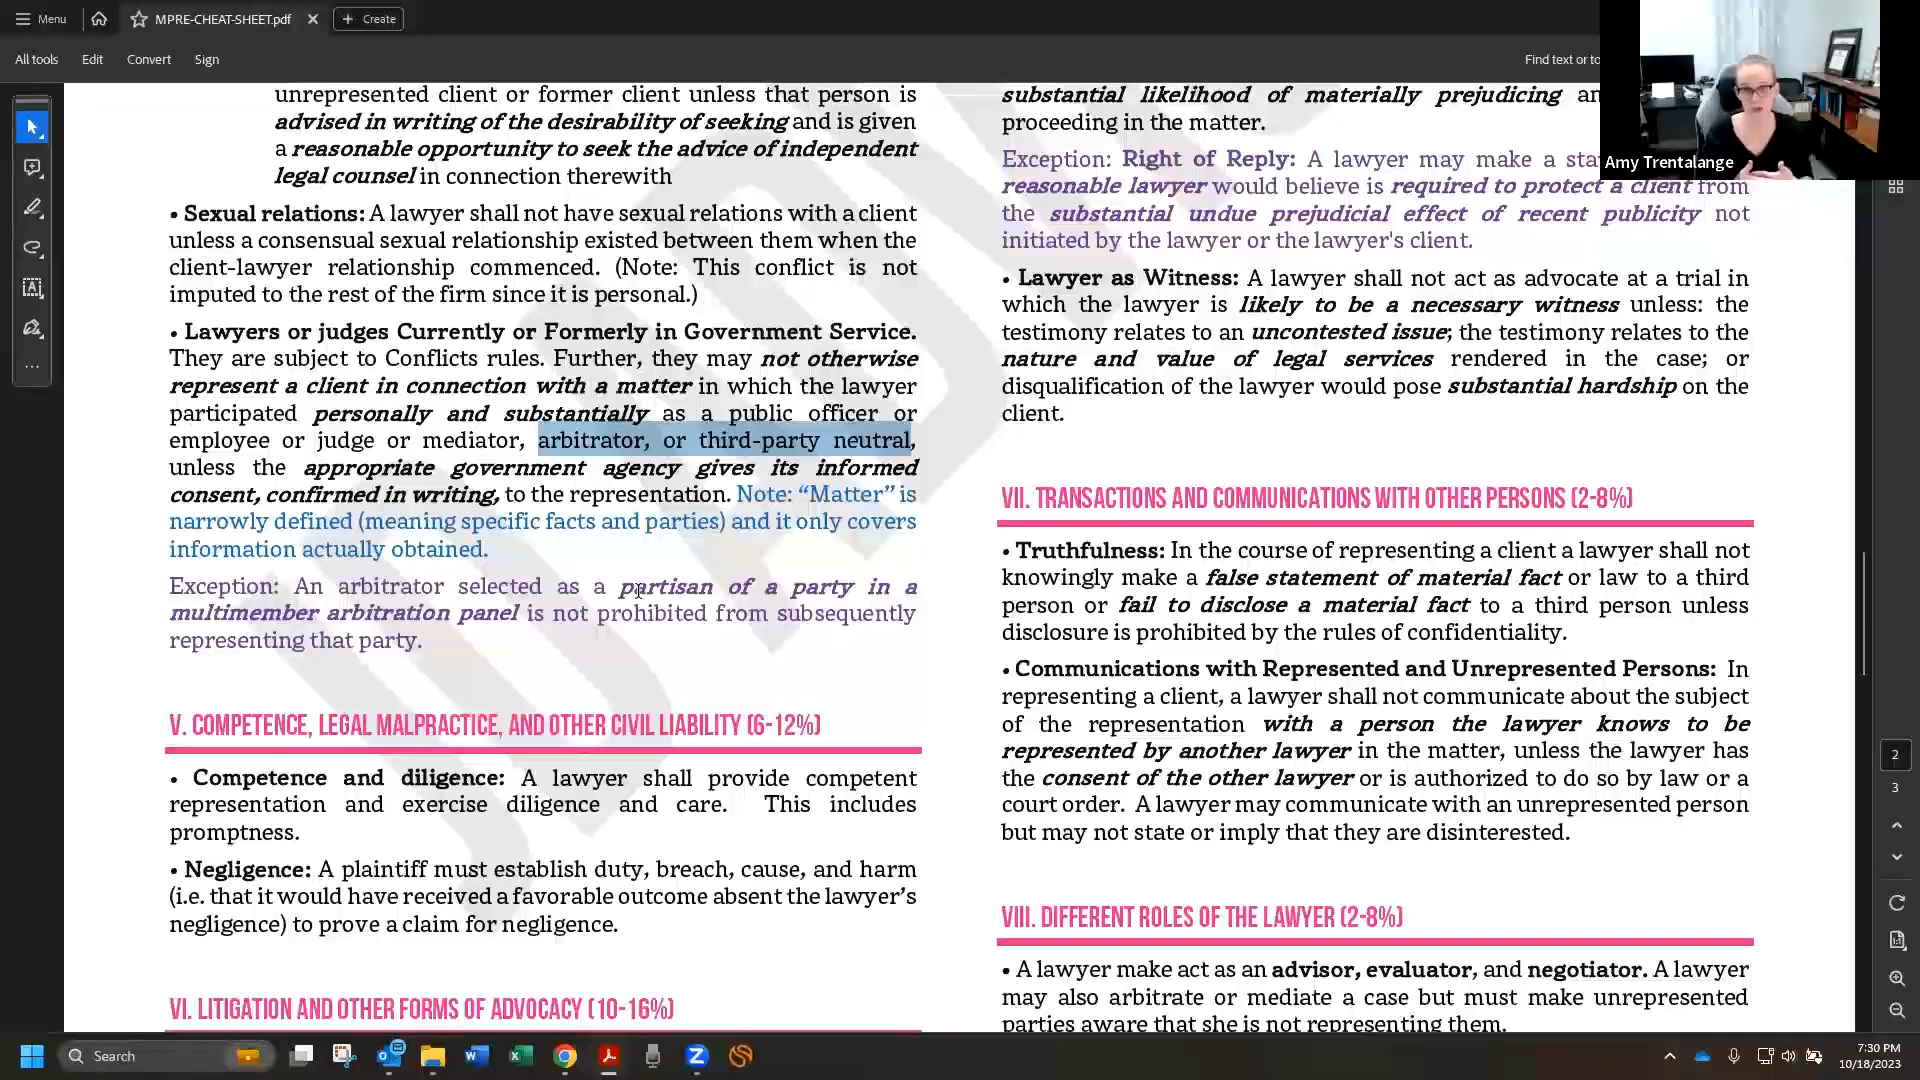 Menu
MPRE-CHEAT-SHEET.pdf
Create
All tools
Edit
Convert
Sign
Find text or to
Amy Trentalange
unrepresented client or former client unless that person is
advised in writing of the desirability of seeking and is given
a reasonable opportunity to seek the advice of independent
legal counsel in connection therewith
• Sexual relations: A lawyer shall not have sexual relations with a client
unless a consensual sexual relationship existed between them when the
client-lawyer relationship commenced. (Note: This conflict is not
imputed to the rest of the firm since it is personal.)
• Lawyers or judges Currently or Formerly in Government Service.
They are subject to Conflicts rules. Further, they may not otherwise
represent a client in connection with a matter in which the lawyer
participated personally and substantially as a public officer or
employee or judge or mediator, arbitrator, or third-party neutral,
unless the appropriate government agency gives its informed
consent, confirmed in writing, to the representation. Note: “Matter” is
narrowly defined (meaning specific facts and parties) and it only covers
information actually obtained.
Exception: An arbitrator selected as a partisan of a party in a
multimember arbitration panel is not prohibited from subsequently
representing that party.
V. COMPETENCE, LEGAL MALPRACTICE, AND OTHER CIVIL LIABILITY (6-12%)
• Competence and diligence: A lawyer shall provide competent
representation and exercise diligence and care. This includes
promptness.
• Negligence: A plaintiff must establish duty, breach, cause, and harm
(i.e. that it would have received a favorable outcome absent the lawyer’s
negligence) to prove a claim for negligence.
VI. LITIGATION AND OTHER FORMS OF ADVOCACY (10-16%)
substantial likelihood of materially prejudicing an
proceeding in the matter.
Exception: Right of Reply: A lawyer may make a sta
reasonable lawyer would believe is required to protect a client from
the substantial undue prejudicial effect of recent publicity not
initiated by the lawyer or the lawyer's client.
• Lawyer as Witness: A lawyer shall not act as advocate at a trial in
which the lawyer is likely to be a necessary witness unless: the
testimony relates to an uncontested issue; the testimony relates to the
nature and value of legal services rendered in the case; or
disqualification of the lawyer would pose substantial hardship on the
client.
VII. TRANSACTIONS AND COMMUNICATIONS WITH OTHER PERSONS (2-8%)
• Truthfulness: In the course of representing a client a lawyer shall not
knowingly make a false statement of material fact or law to a third
person or fail to disclose a material fact to a third person unless
disclosure is prohibited by the rules of confidentiality.
• Communications with Represented and Unrepresented Persons: In
representing a client, a lawyer shall not communicate about the subject
of the representation with a person the lawyer knows to be
represented by another lawyer in the matter, unless the lawyer has
the consent of the other lawyer or is authorized to do so by law or a
court order. A lawyer may communicate with an unrepresented person
but may not state or imply that they are disinterested.
VIII. DIFFERENT ROLES OF THE LAWYER (2-8%)
• A lawyer make act as an advisor, evaluator, and negotiator. A lawyer
may also arbitrate or mediate a case but must make unrepresented
parties aware that she is not representing them.
2
3
Search
7:30 PM
10/18/2023